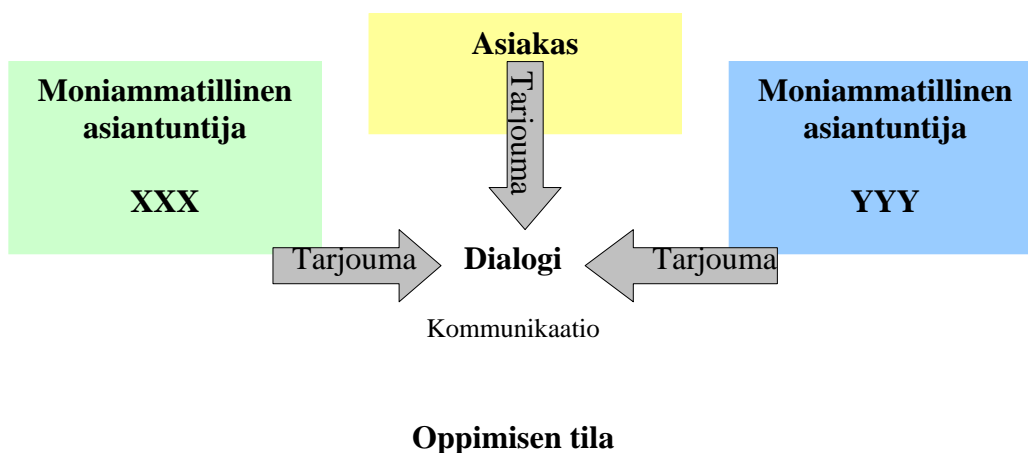 Asiakas
Tarjouma
Moniammatillinen
asiantuntija
XXX
Moniammatillinen
asiantuntija
YYY
Tarjouma
Dialogi
Tarjouma
Kommunikaatio
Oppimisen tila